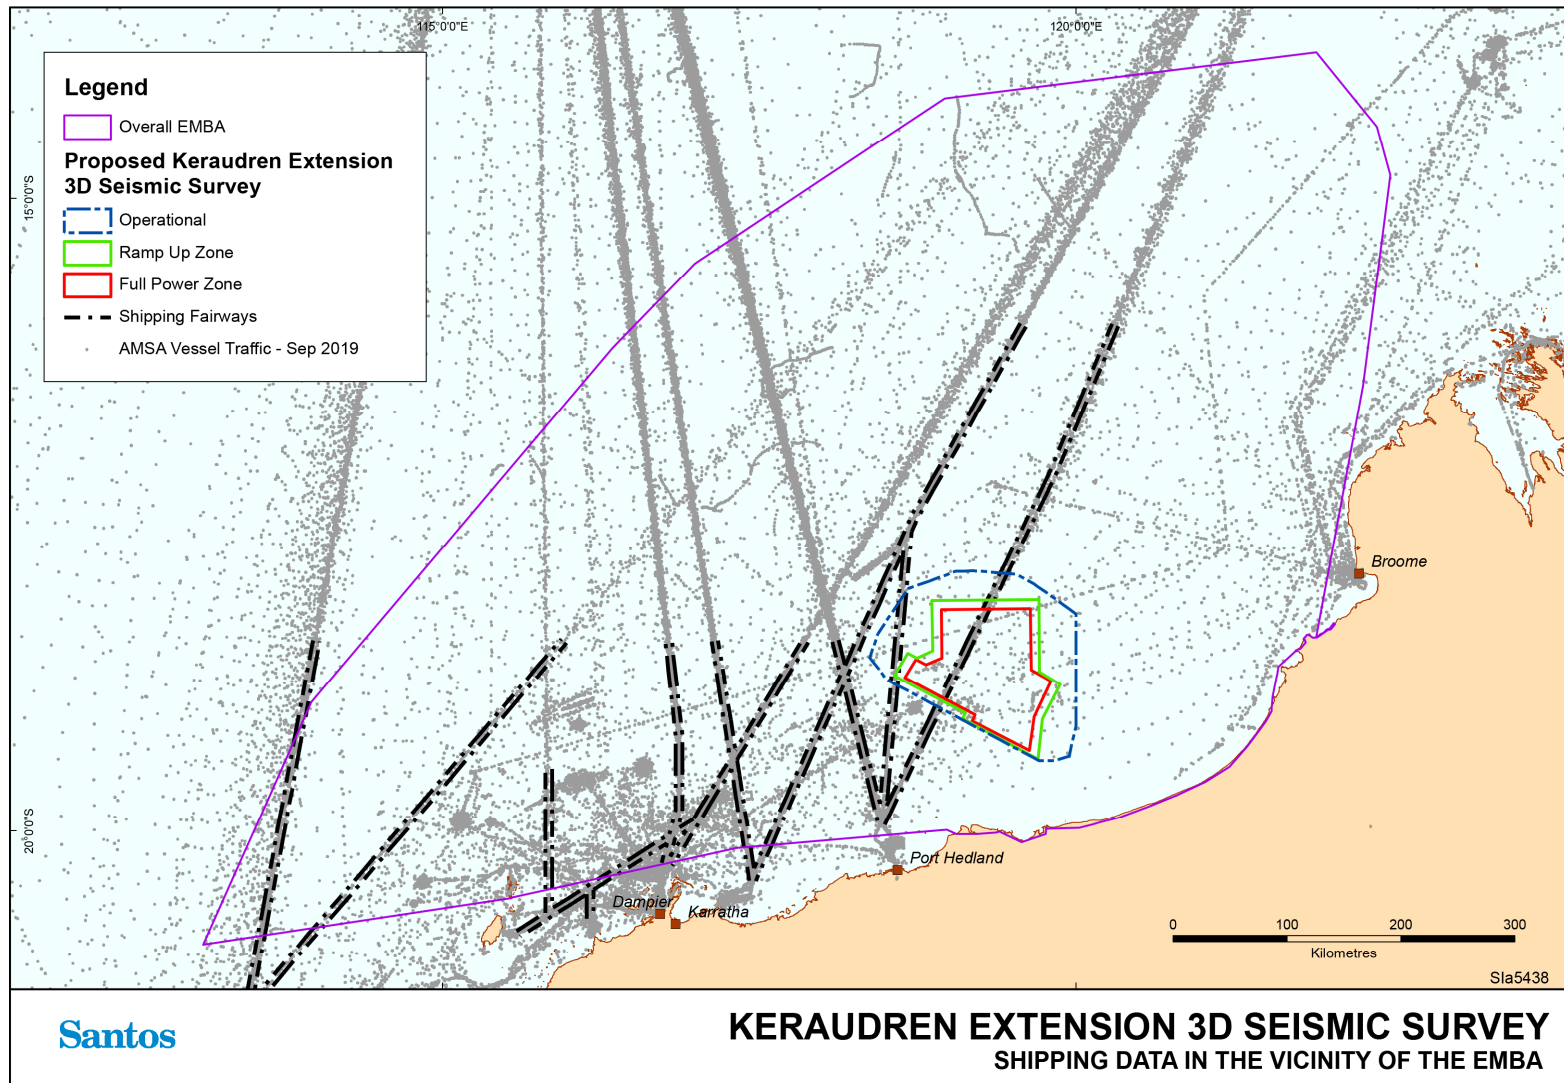 115°0'0"E
120°0'0"E
15°0'0"S
20°0'0"S
Legend
Overall EMBA
Proposed Keraudren Extension
3D Seismic Survey
Operational
Ramp Up Zone
Full Power Zone
Shipping Fairways
AMSA Vessel Traffic - Sep 2019
Broome
Port Hedland
Dampier
Karratha
0 100 200 300
Kilometres
Sla5438
Santos
KERAUDREN EXTENSION 3D SEISMIC SURVEY
SHIPPING DATA IN THE VICINITY OF THE EMBA